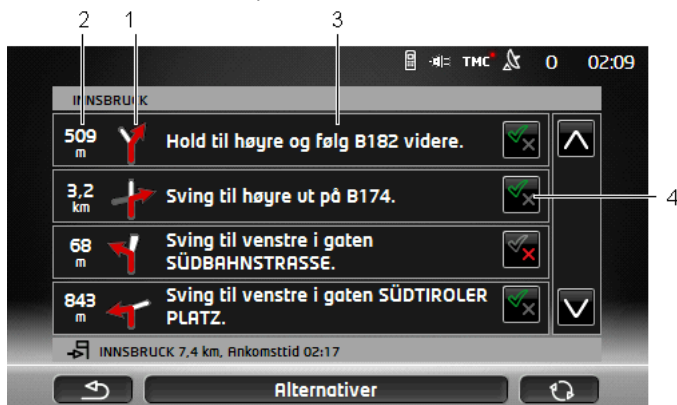 2 1 3
TMC 0 02:09
INNSBRUCK
509 m Hold til høyre og følg B182 videre.
3,2 km Sving til høyre ut på B174.
4
68 m Sving til venstre i gaten
SÜDBAHNSTRASSE.
843 m Sving til venstre i gaten SÜDTIROLER
PLATZ.
INNSBRUCK 7,4 km, Ankomsttid 02:17
Alternativer